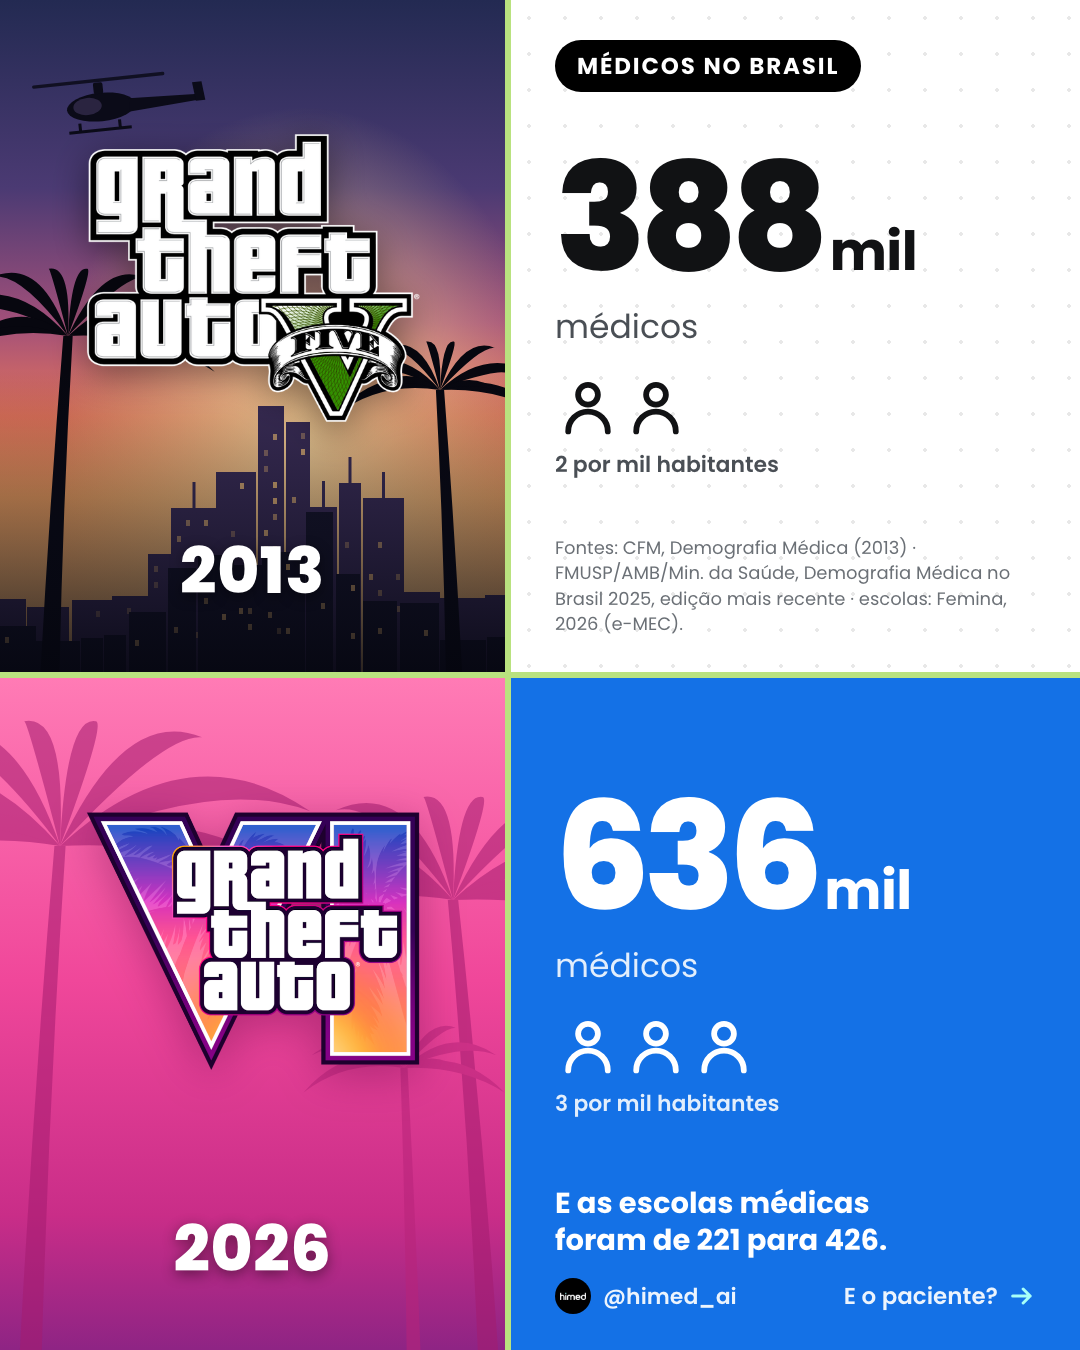 grand
theft
auto
FIVE
V
®
2013
MÉDICOS NO BRASIL
388 mil
médicos
2 por mil habitantes
Fontes: CFM, Demografia Médica (2013) ·
FMUSP/AMB/Min. da Saúde, Demografia Médica no
Brasil 2025, edição mais recente · escolas: Femina,
2026 (e-MEC).
VI
grand
theft
auto
2026
636 mil
médicos
3 por mil habitantes
E as escolas médicas
foram de 221 para 426.
himed
@himed_ai
E o paciente? →